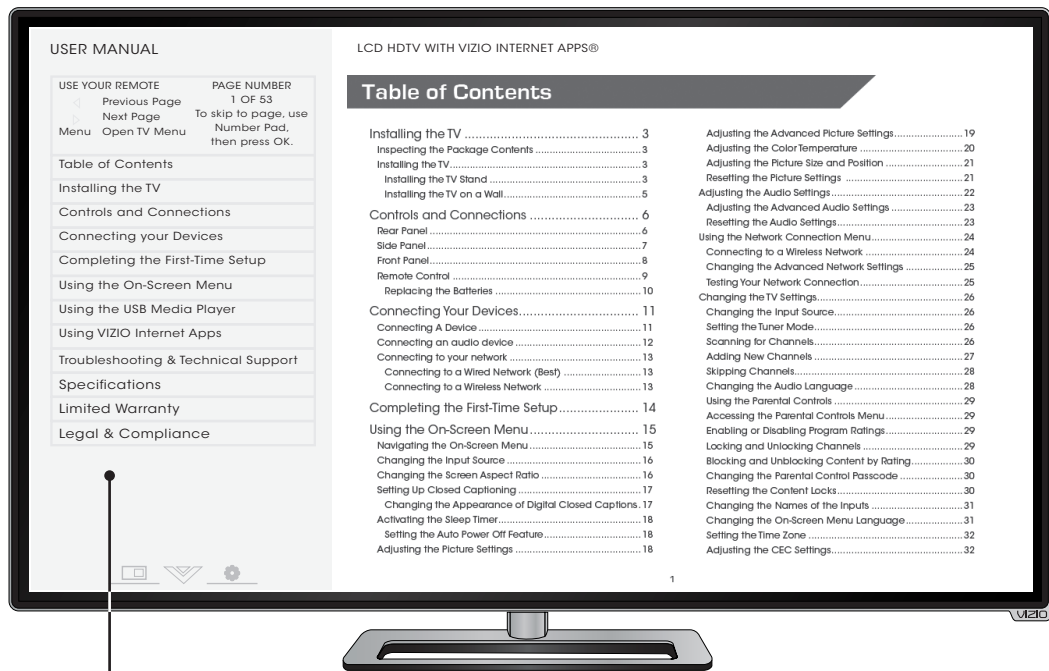 USER MANUAL
USE YOUR REMOTE
Previous Page
Next Page
Menu Open TV Menu
PAGE NUMBER
1 OF 53
To skip to page, use
Number Pad,
then press OK.
Table of Contents
Installing the TV
Controls and Connections
Connecting your Devices
Completing the First-Time Setup
Using the On-Screen Menu
Using the USB Media Player
Using VIZIO Internet Apps
Troubleshooting & Technical Support
Specifications
Limited Warranty
Legal & Compliance
LCD HDTV WITH VIZIO INTERNET APPS®
Table of Contents
Installing the TV ........ 3
Inspecting the Package Contents ........ 3
Installing the TV ........ 3
Installing the TV Stand ........ 3
Installing the TV on a Wall ........ 5
Controls and Connections ........ 6
Rear Panel ........ 6
Side Panel ........ 7
Front Panel ........ 8
Remote Control ........ 9
Replacing the Batteries ........ 10
Connecting Your Devices ........ 11
Connecting A Device ........ 11
Connecting an audio device ........ 12
Connecting to your network ........ 13
Connecting to a Wired Network (Best) ........ 13
Connecting to a Wireless Network ........ 13
Completing the First-Time Setup ........ 14
Using the On-Screen Menu ........ 15
Navigating the On-Screen Menu ........ 15
Changing the Input Source ........ 16
Changing the Screen Aspect Ratio ........ 16
Setting Up Closed Captioning ........ 17
Changing the Appearance of Digital Closed Captions. 17
Activating the Sleep Timer ........ 18
Setting the Auto Power Off Feature ........ 18
Adjusting the Picture Settings ........ 18
Adjusting the Advanced Picture Settings ........ 19
Adjusting the Color Temperature ........ 20
Adjusting the Picture Size and Position ........ 21
Resetting the Picture Settings ........ 21
Adjusting the Audio Settings ........ 22
Adjusting the Advanced Audio Settings ........ 23
Resetting the Audio Settings ........ 23
Using the Network Connection Menu ........ 24
Connecting to a Wireless Network ........ 24
Changing the Advanced Network Settings ........ 25
Testing Your Network Connection ........ 25
Changing the TV Settings ........ 26
Changing the Input Source ........ 26
Setting the Tuner Mode ........ 26
Scanning for Channels ........ 26
Adding New Channels ........ 27
Skipping Channels ........ 28
Changing the Audio Language ........ 28
Using the Parental Controls ........ 29
Accessing the Parental Controls Menu ........ 29
Enabling or Disabling Program Ratings ........ 29
Locking and Unlocking Channels ........ 29
Blocking and Unblocking Content by Rating ........ 30
Changing the Parental Control Passcode ........ 30
Resetting the Content Locks ........ 30
Changing the Names of the Inputs ........ 31
Changing the On-Screen Menu Language ........ 31
Setting the Time Zone ........ 32
Adjusting the CEC Settings ........ 32
1
VIZIO